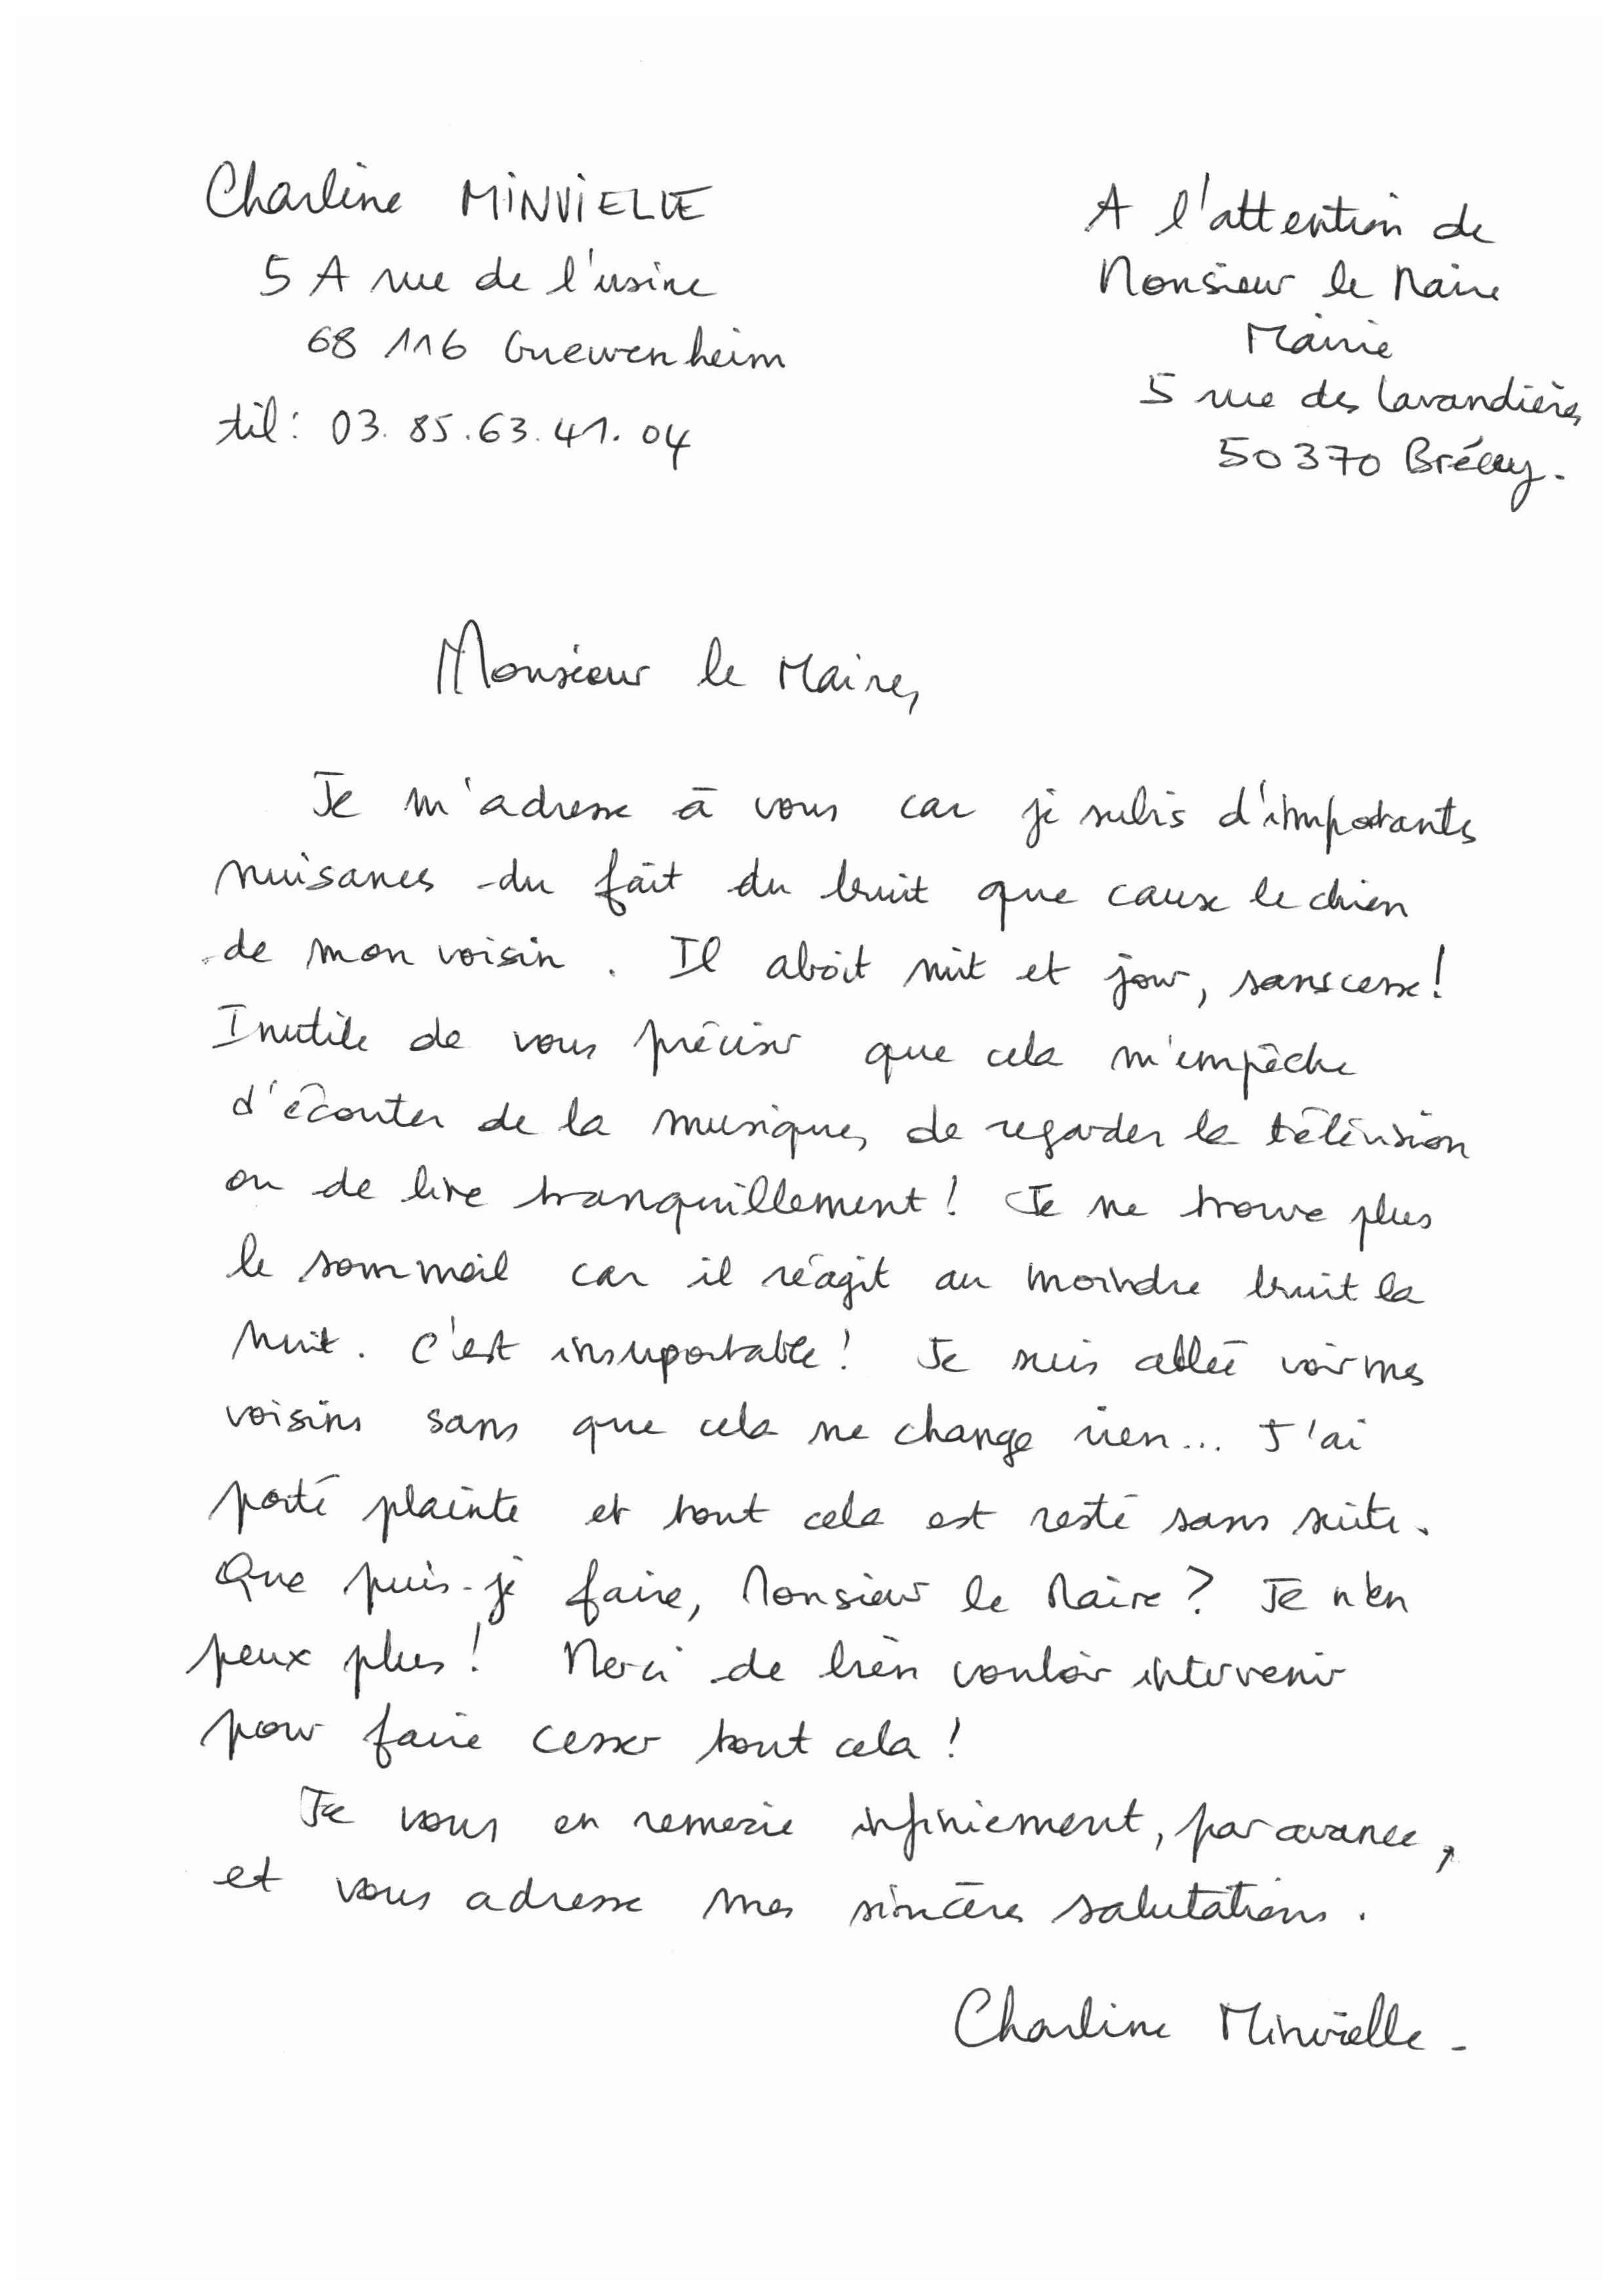 Charline MINVIELLE
5 A rue de l'usine
68 116 Guewenheim
tél: 03.85.63.41.04
A l'attention de
Monsieur le Maire
Mairie
5 rue des Lavandières
50370 Brécey.
Monsieur le Maire,
Je m'adresse à vous car je subis d'importants
nuisances du fait du bruit que cause le chien
de mon voisin. Il aboit nuit et jour, sans cesse!
Inutile de vous préciser que cela m'empêche
d'écouter de la musique, de regarder la télévision
ou de lire tranquillement! Je ne trouve plus
le sommeil car il réagit au moindre bruit la
nuit. C'est insuportable! Je suis allée voir mes
voisins sans que cela ne change rien... J'ai
porté plainte et tout cela est resté sans suite.
Que puis-je faire, Monsieur le Maire? Je n'en
peux plus! Merci de bien vouloir intervenir
pour faire cesser tout cela!
Je vous en remercie infiniement, par avance,
et vous adresse mes sincères salutations.
Charline Minvielle-